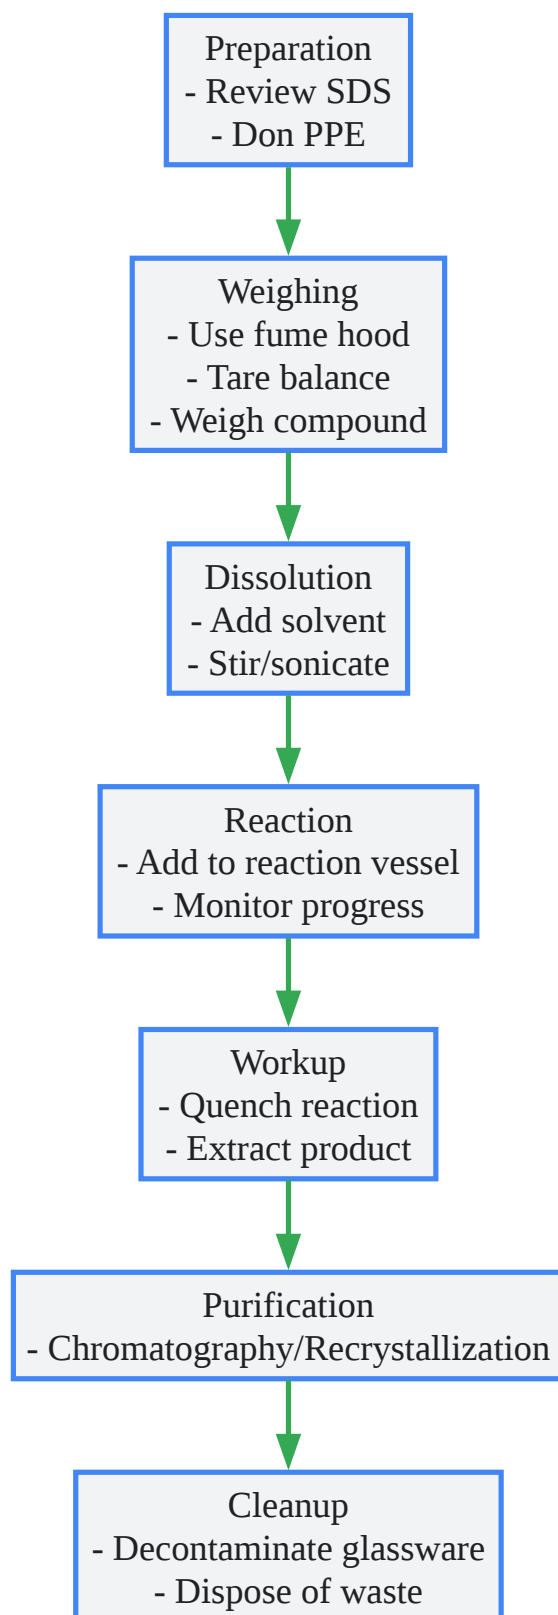 Preparation
- Review SDS
- Don PPE
Weighing
- Use fume hood
- Tare balance
- Weigh compound
Dissolution
- Add solvent
- Stir/sonicate
Reaction
- Add to reaction vessel
- Monitor progress
Workup
- Quench reaction
- Extract product
Purification
- Chromatography/Recrystallization
Cleanup
- Decontaminate glassware
- Dispose of waste